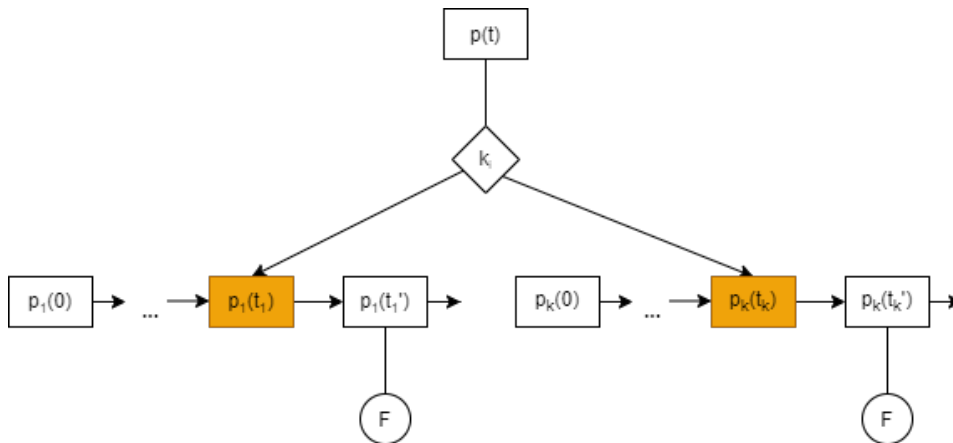 p(t)
kᵢ
p₁(0)
...
p₁(t₁)
p₁(t₁')
pₖ(0)
...
pₖ(tₖ)
pₖ(tₖ')
F
F